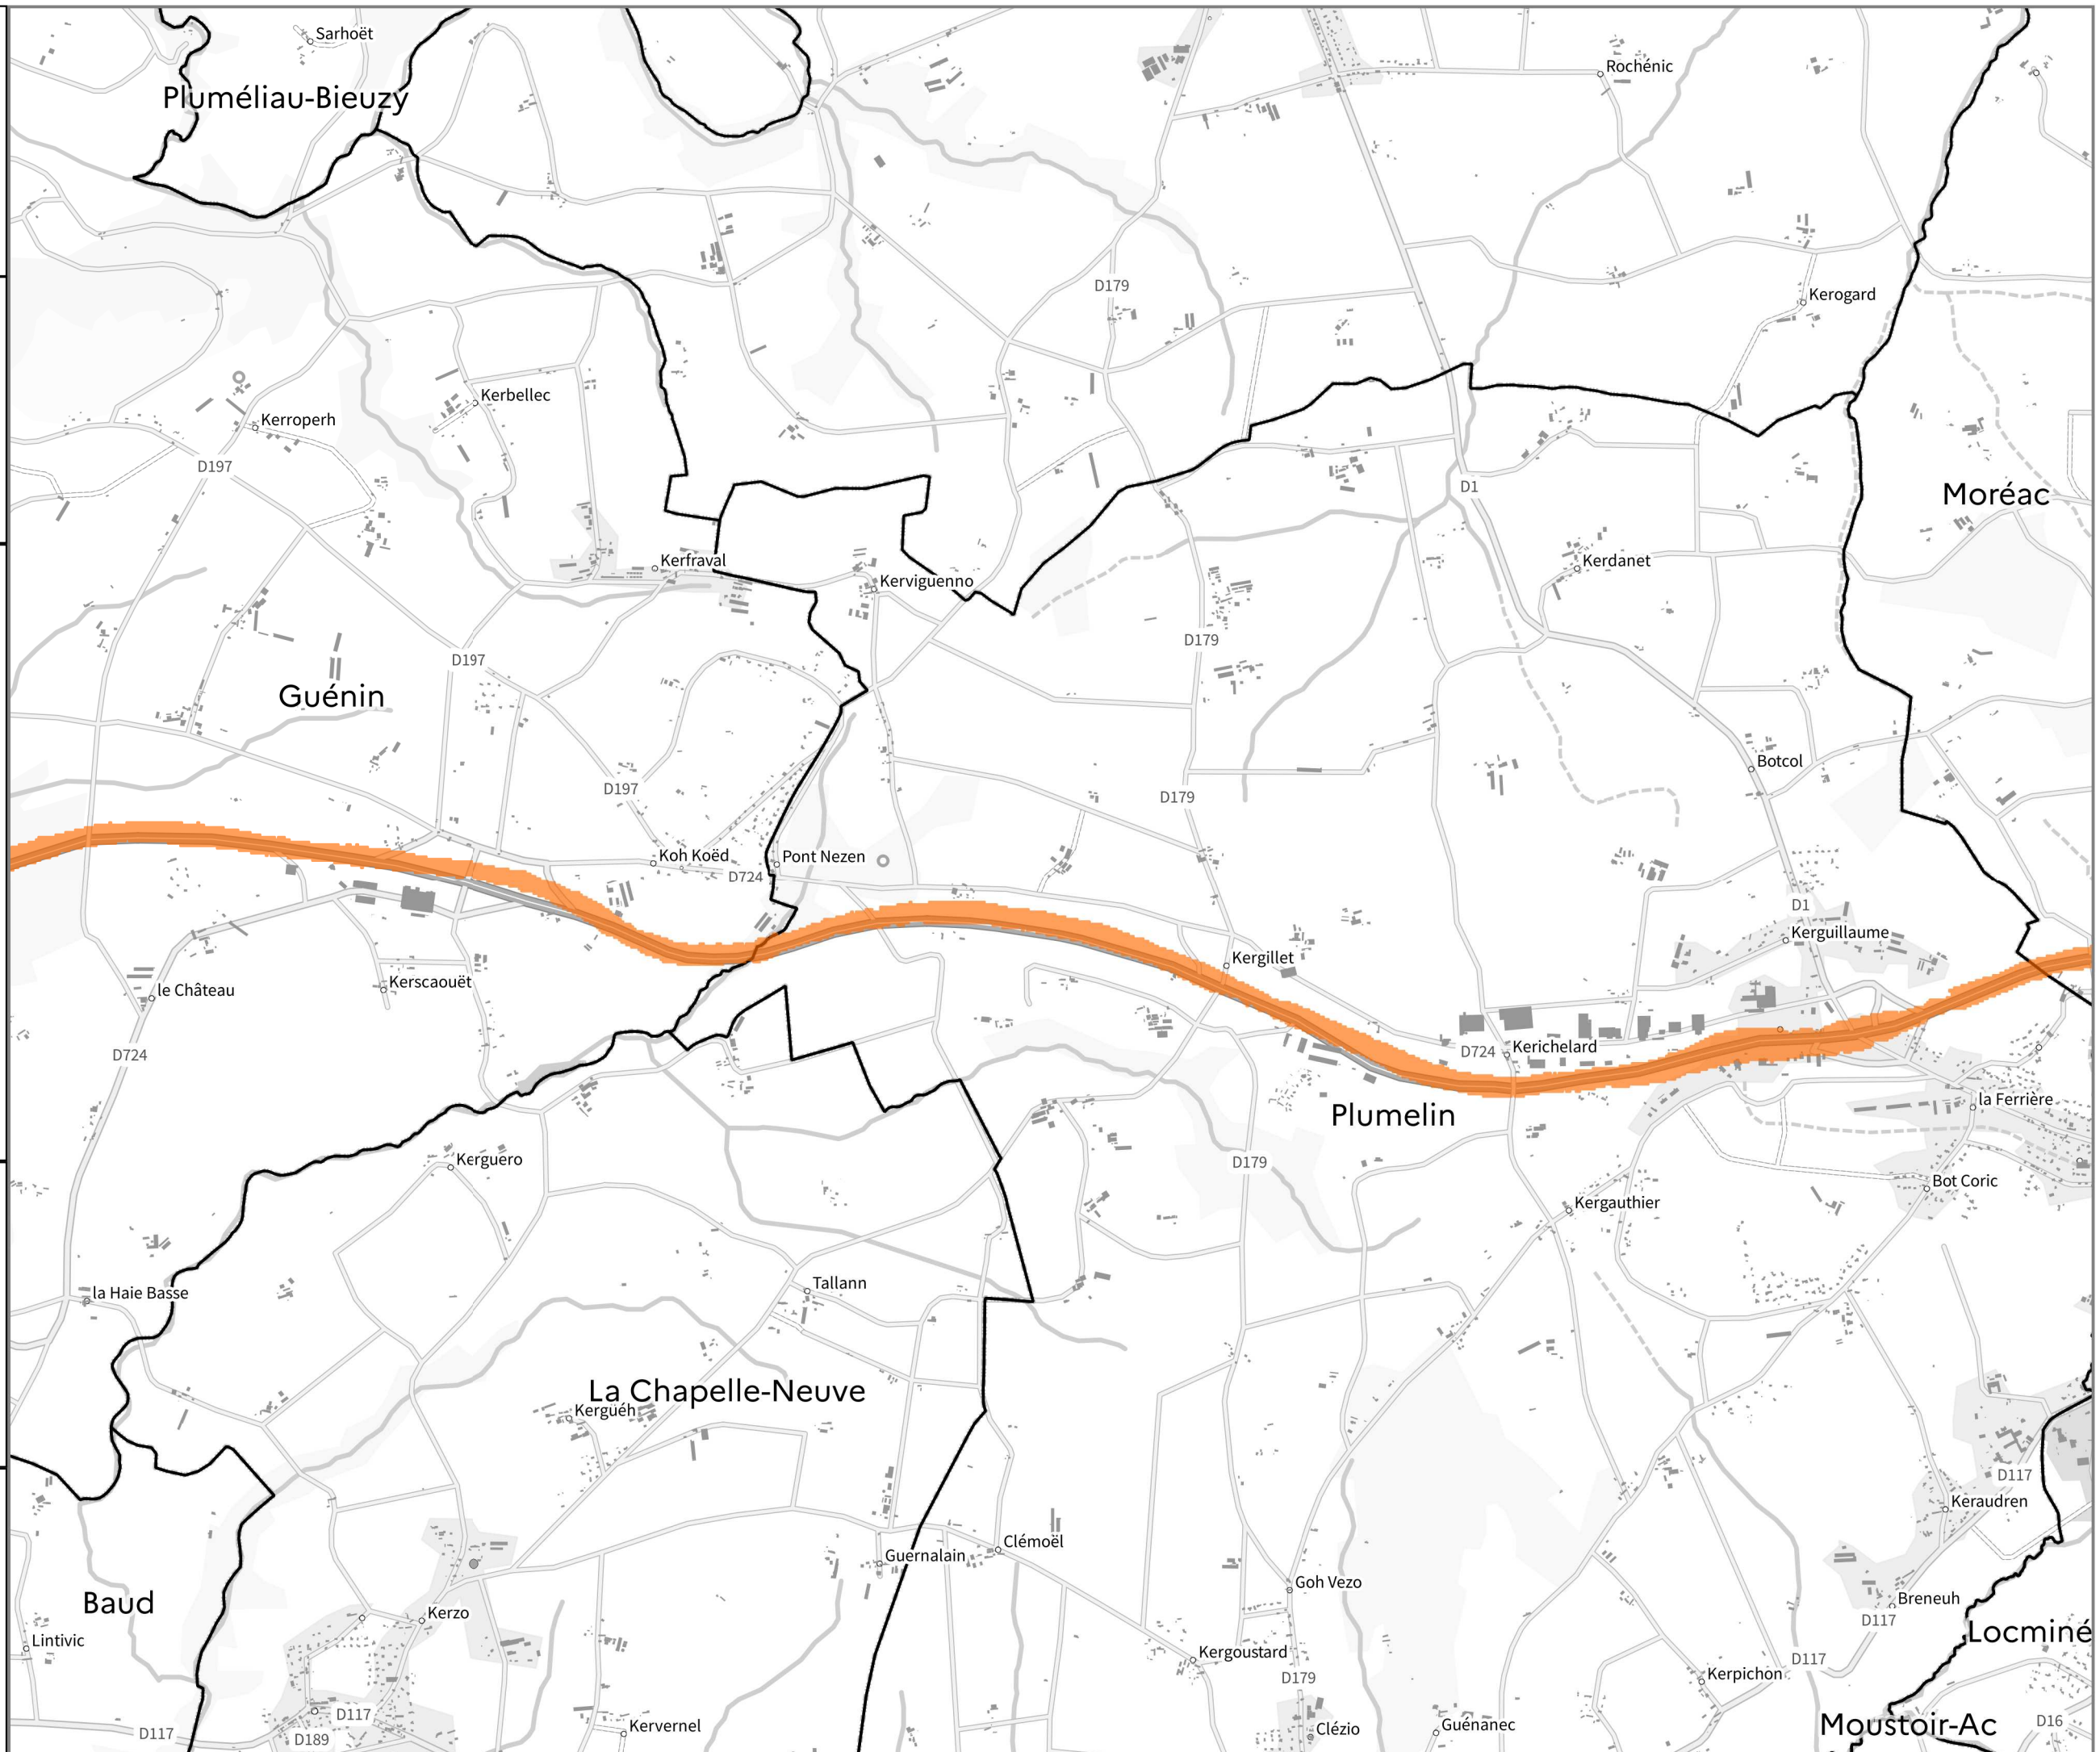 Sarhoët
Rochénic
Pluméliau-Bieuzy
D179
Kerogard
Kerbellec
Kerroperh
D197
D1
Moréac
Kerfraval
Kerviguenno
Kerdanet
D179
D197
Guénin
Botcol
D197
D179
Koh Koëd
Pont Nezen
D724
D1
Kerguillaume
Kergillet
Kerscaouët
le Château
D724
D724
Kerichelard
la Ferrière
Plumelin
Kerguero
D179
Bot Coric
Kergauthier
Tallann
la Haie Basse
La Chapelle-Neuve
Kergüéh
D117
Keraudren
Clémoël
Guernalain
Goh Vezo
Baud
Kerzo
Breneuh
D117
Locminé
Lintivic
Kergoustard
D117
D179
Kerpichon
D117
D117
D189
Kervernel
Clézio
Guénanec
Moustoir-Ac
D16